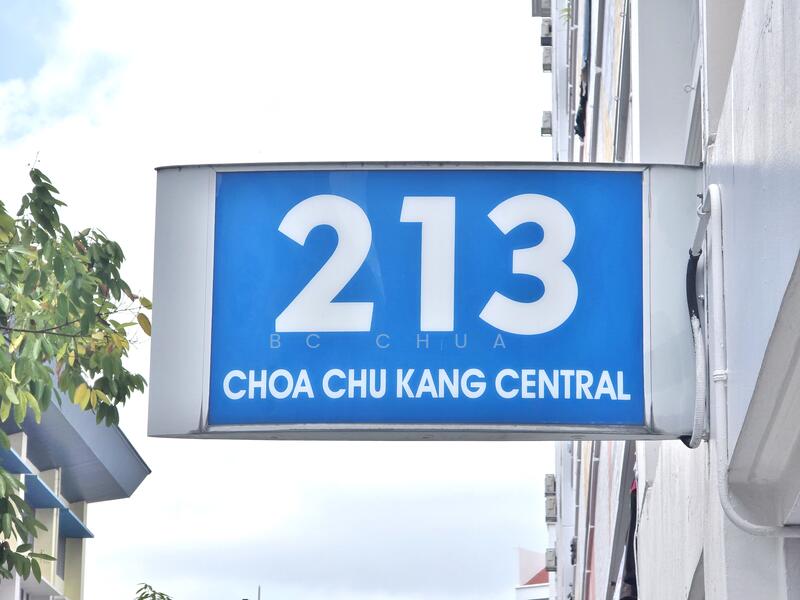 213
BC CHUA
CHOA CHU KANG CENTRAL